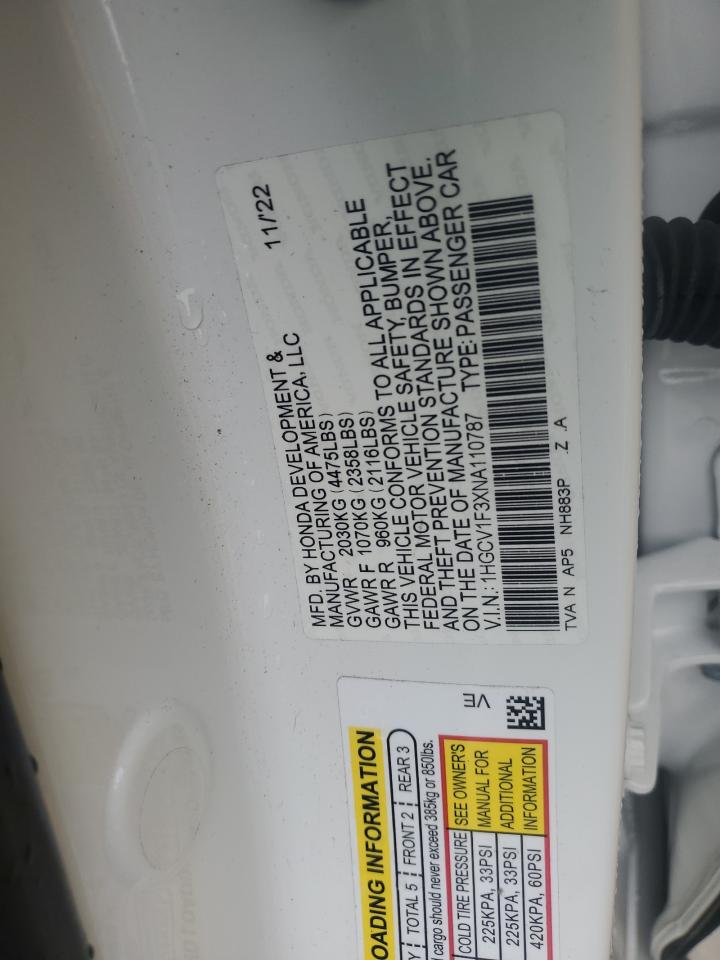 11/'22
MFD. BY HONDA DEVELOPMENT &
MANUFACTURING OF AMERICA, LLC
GVWR 2030KG (4475LBS)
GAWR F 1070KG (2358LBS)
GAWR R 960KG (2116LBS)
THIS VEHICLE CONFORMS TO ALL APPLICABLE
FEDERAL MOTOR VEHICLE SAFETY, BUMPER,
AND THEFT PREVENTION STANDARDS IN EFFECT
ON THE DATE OF MANUFACTURE SHOWN ABOVE.
V.I.N.: 1HGCV1F3XNA110787 TYPE: PASSENGER CAR
TVA N AP5 NH883P Z .A
VE
OADING INFORMATION
Y TOTAL 5 FRONT 2 REAR 3
cargo should never exceed 385kg or 850lbs.
COLD TIRE PRESSURE SEE OWNER'S
225KPA, 33PSI MANUAL FOR
225KPA, 33PSI ADDITIONAL
420KPA, 60PSI INFORMATION